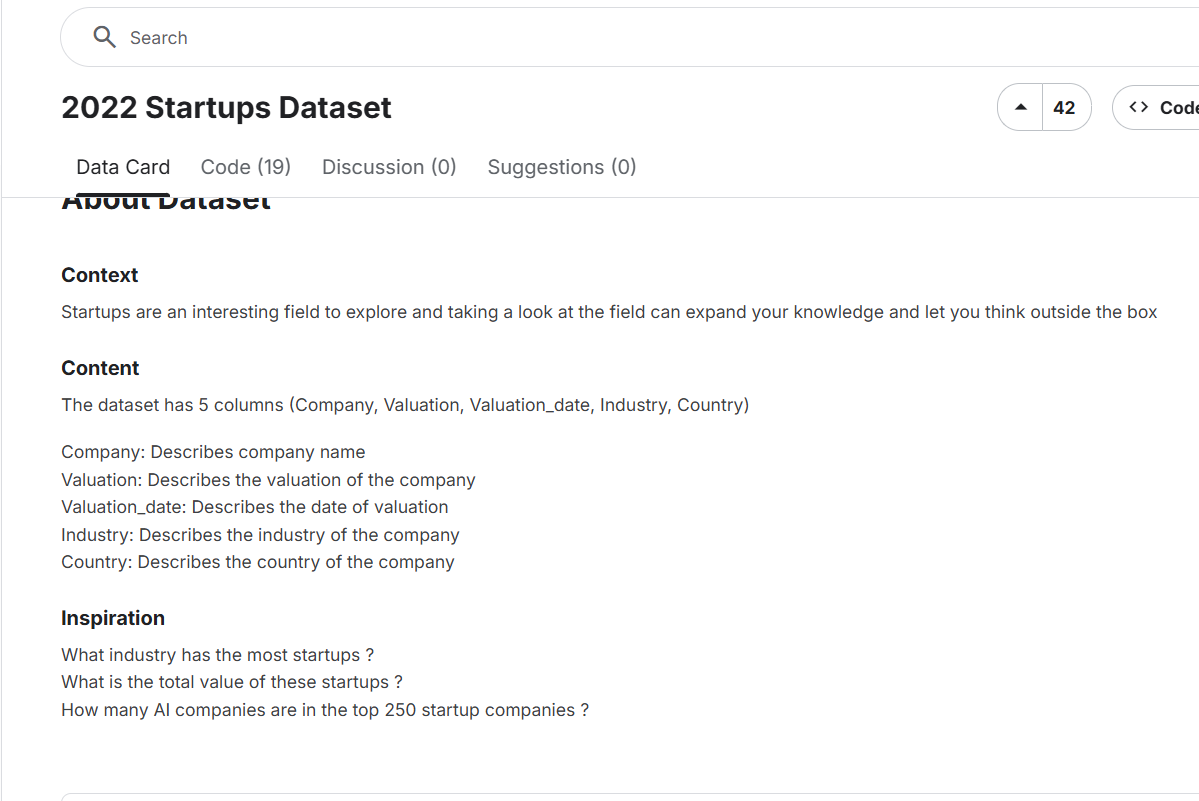 Search
2022 Startups Dataset
42
<> Code
Data Card Code (19) Discussion (0) Suggestions (0)
About Dataset
Context
Startups are an interesting field to explore and taking a look at the field can expand your knowledge and let you think outside the box
Content
The dataset has 5 columns (Company, Valuation, Valuation_date, Industry, Country)
Company: Describes company name
Valuation: Describes the valuation of the company
Valuation_date: Describes the date of valuation
Industry: Describes the industry of the company
Country: Describes the country of the company
Inspiration
What industry has the most startups ?
What is the total value of these startups ?
How many AI companies are in the top 250 startup companies ?